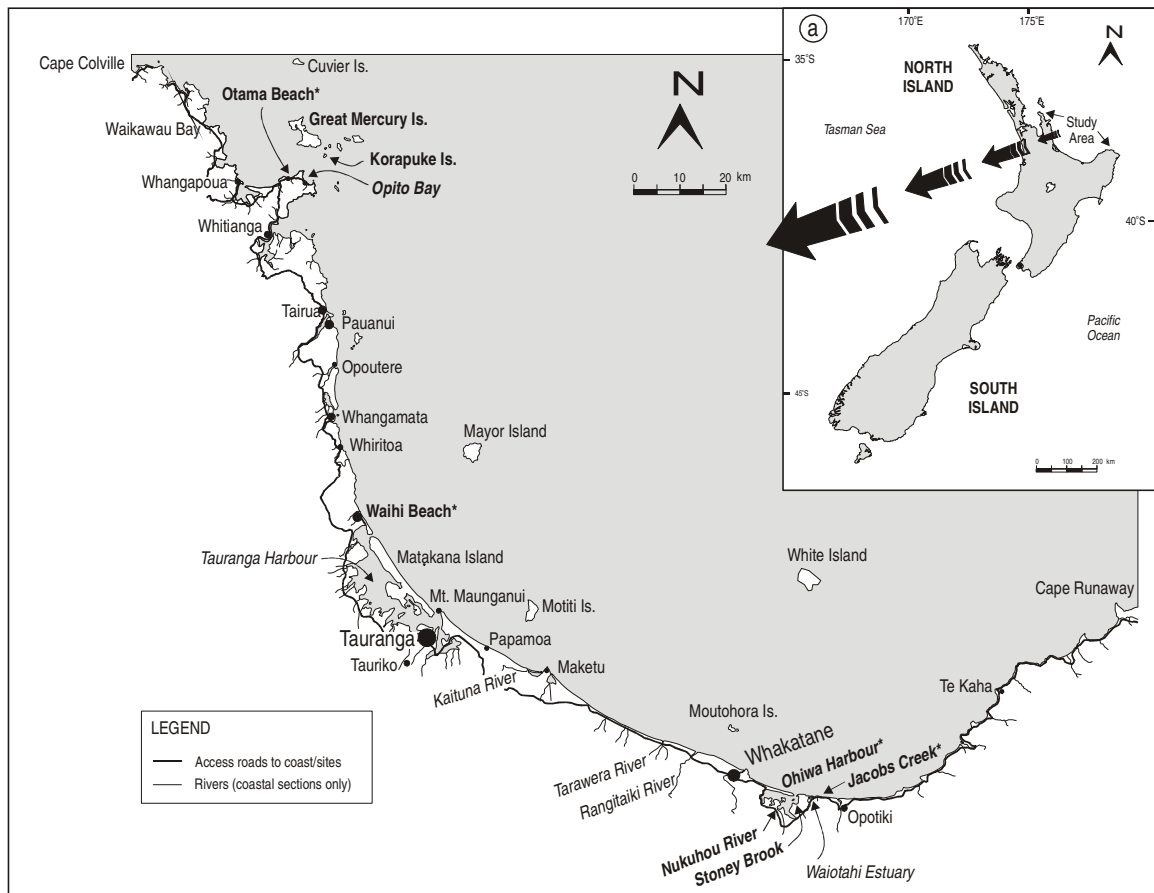 Cape Colville
Cuvier Is.
Otama Beach*
Waikawau Bay
Great Mercury Is.
Korapuke Is.
Whangapoua
Opito Bay
Whitianga
N
0 10 20 km
Tairua
Pauanui
Opoutere
Whangamata
Whiritoa
Mayor Island
Waihi Beach*
Tauranga Harbour
Matakana Island
White Island
Mt. Maunganui
Motiti Is.
Cape Runaway
Tauranga
Papamoa
Tauriko
Maketu
Kaituna River
Te Kaha
Moutohora Is.
Whakatane
Tarawera River
Rangitaiki River
Ohiwa Harbour*
Jacobs Creek*
Opotiki
Nukuhou River
Stoney Brook
Waiotahi Estuary
LEGEND
Access roads to coast/sites
Rivers (coastal sections only)
a
170°E
175°E
N
35°S
NORTH
ISLAND
Tasman Sea
Study
Area
40°S
Pacific
Ocean
45°S
SOUTH
ISLAND
0 100 200 km